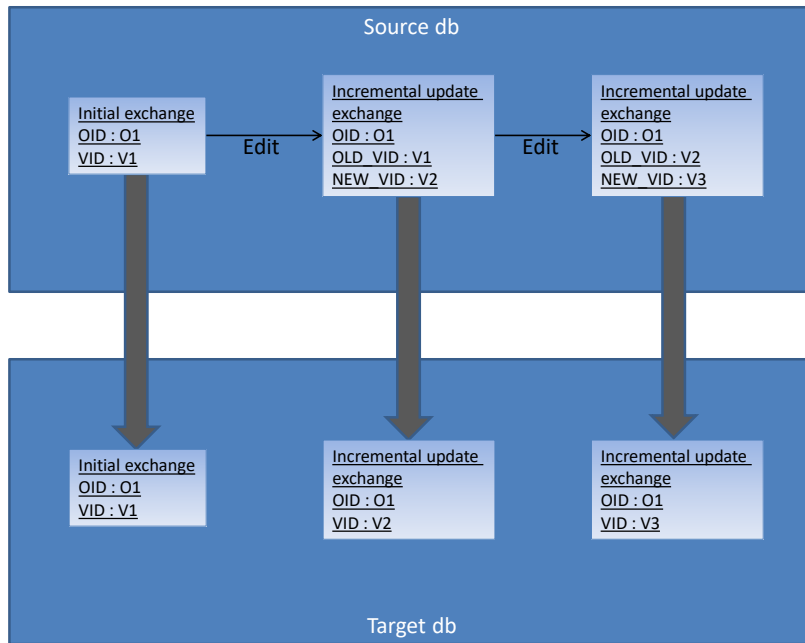 Source db
Initial exchange
OID : O1
VID : V1
Edit
Incremental update
exchange
OID : O1
OLD_VID : V1
NEW_VID : V2
Edit
Incremental update
exchange
OID : O1
OLD_VID : V2
NEW_VID : V3
Initial exchange
OID : O1
VID : V1
Incremental update
exchange
OID : O1
VID : V2
Incremental update
exchange
OID : O1
VID : V3
Target db